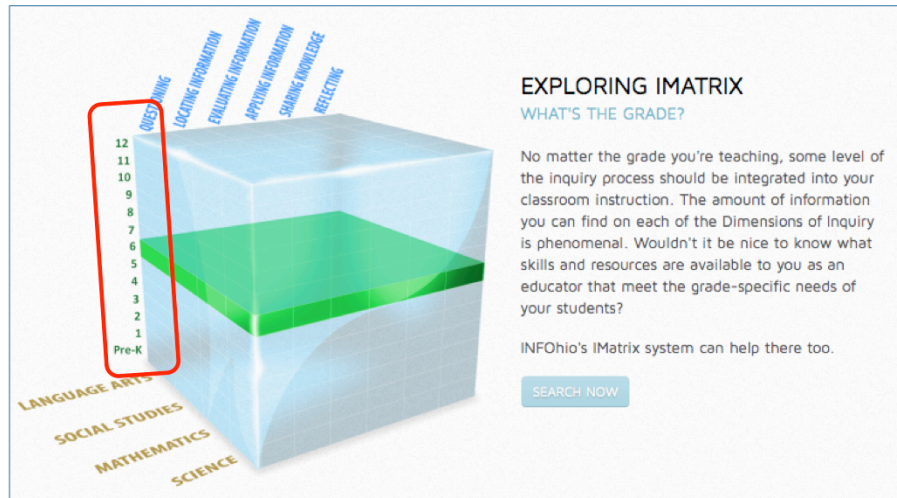 QUESTIONING
LOCATING INFORMATION
EVALUATING INFORMATION
APPLYING INFORMATION
SHARING KNOWLEDGE
REFLECTING
12
11
10
9
8
7
6
5
4
3
2
1
Pre-K
LANGUAGE ARTS
SOCIAL STUDIES
MATHEMATICS
SCIENCE
EXPLORING IMATRIX
WHAT'S THE GRADE?
No matter the grade you're teaching, some level of
the inquiry process should be integrated into your
classroom instruction. The amount of information
you can find on each of the Dimensions of Inquiry
is phenomenal. Wouldn't it be nice to know what
skills and resources are available to you as an
educator that meet the grade-specific needs of
your students?
INFOhio's IMatrix system can help there too.
SEARCH NOW